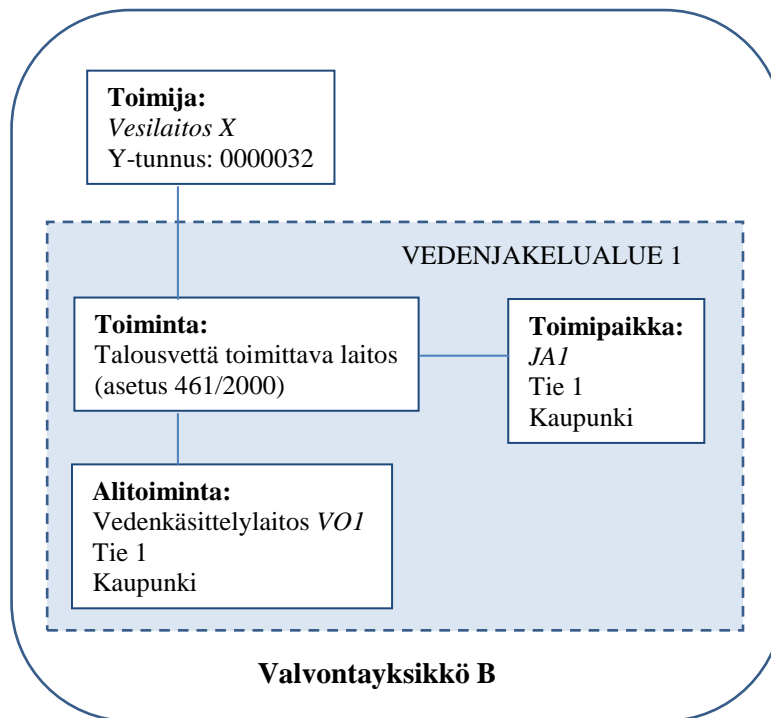 Toimija:
Vesilaitos X
Y-tunnus: 0000032
VEDENJAKELUALUE 1
Toiminta:
Talousvettä toimittava laitos
(asetus 461/2000)
Toimipaikka:
JA1
Tie 1
Kaupunki
Alitoiminta:
Vedenkäsittelylaitos VO1
Tie 1
Kaupunki
Valvontayksikkö B